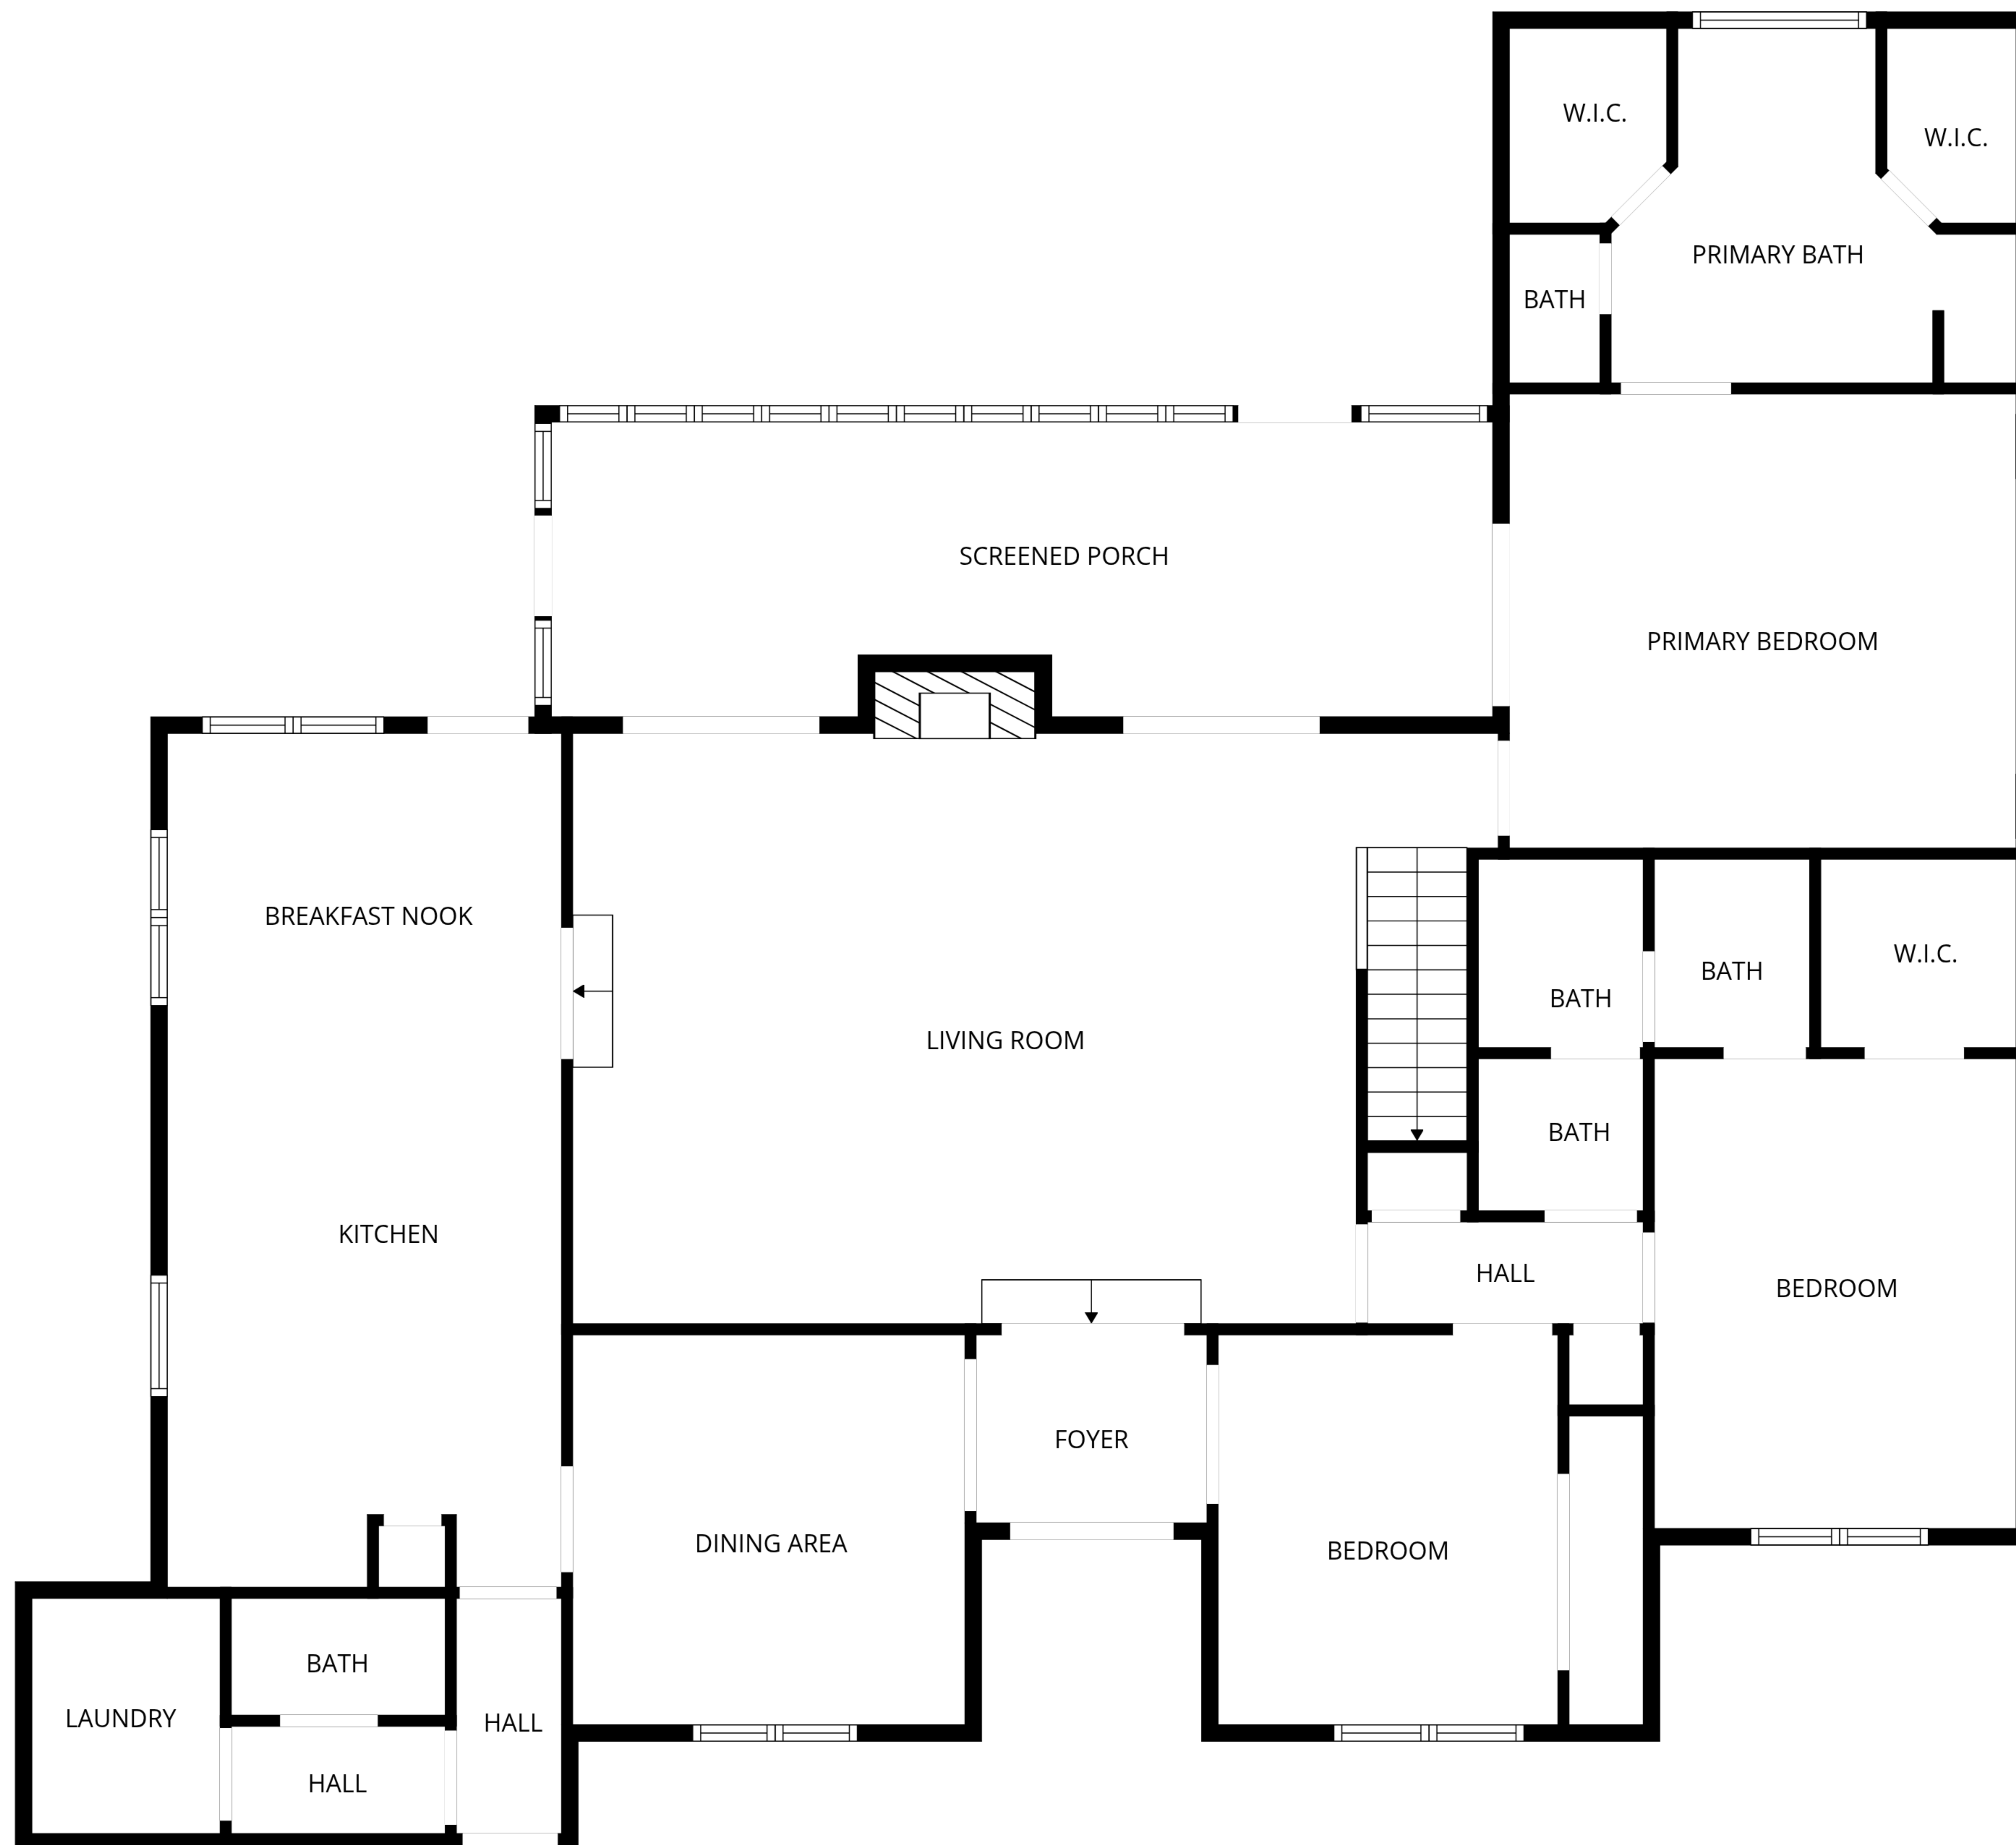 W.I.C.
W.I.C.
PRIMARY BATH
BATH
SCREENED PORCH
PRIMARY BEDROOM
BREAKFAST NOOK
W.I.C.
BATH
BATH
LIVING ROOM
BATH
KITCHEN
HALL
BEDROOM
FOYER
DINING AREA
BEDROOM
BATH
LAUNDRY
HALL
HALL